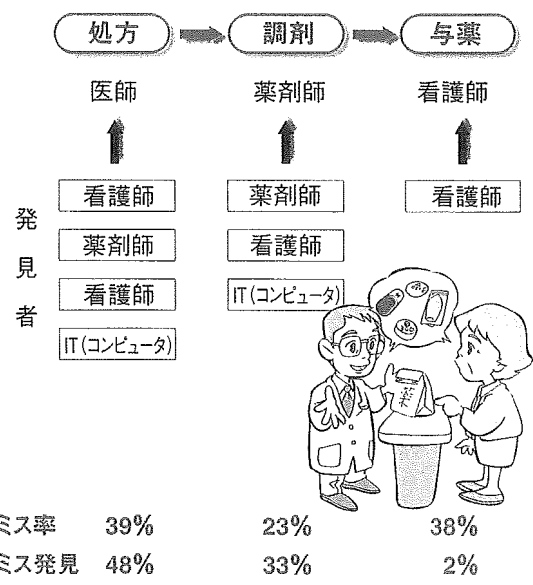 処方 調剤 与薬
医師 薬剤師 看護師
発見者
看護師 薬剤師 看護師
薬剤師 看護師
看護師 IT(コンピュータ)
IT(コンピュータ)
薬
ミス率 39% 23% 38%
ミス発見 48% 33% 2%